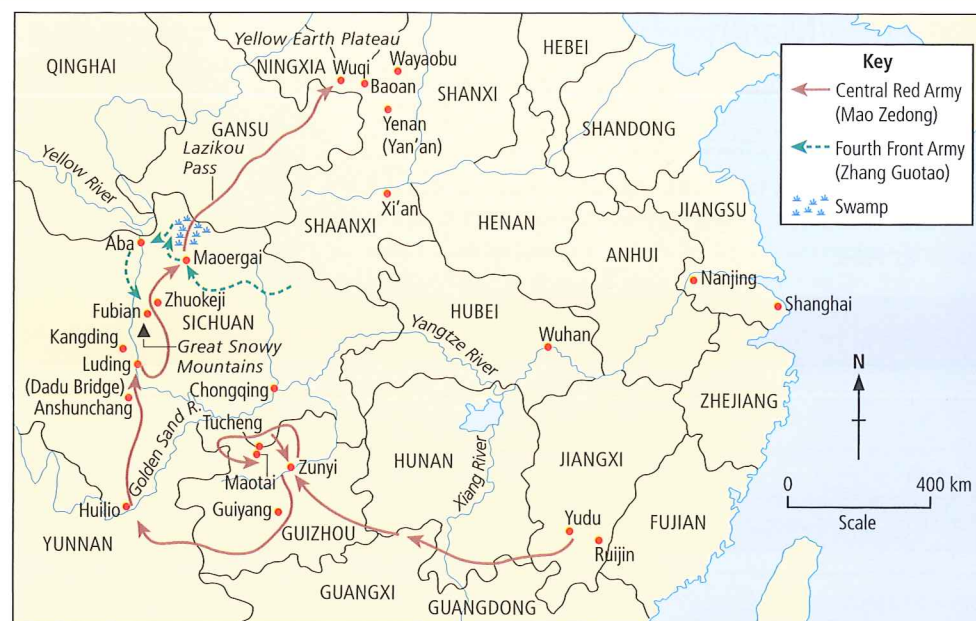 Yellow Earth Plateau
QINGHAI
NINGXIA
Wuqi
Wayaobu
Baoan
HEBEI
SHANXI
Yenan
(Yan'an)
GANSU
Lazikou
Pass
SHANDONG
Yellow River
Xi'an
SHAANXI
HENAN
JIANGSU
ANHUI
Aba
Maoergai
Nanjing
Shanghai
Zhuokeji
Fubian
SICHUAN
HUBEI
Kangding
Great Snowy
Mountains
Yangtze River
Wuhan
Luding
(Dadu Bridge)
Anshunchang
Chongqing
ZHEJIANG
Golden Sand R.
Tucheng
Maotai
Zunyi
HUNAN
Xiang River
JIANGXI
Huilio
Guiyang
GUIZHOU
Yudu
Ruijin
FUJIAN
YUNNAN
GUANGXI
GUANGDONG
Key
Central Red Army
(Mao Zedong)
Fourth Front Army
(Zhang Guotao)
Swamp
N
0
400 km
Scale